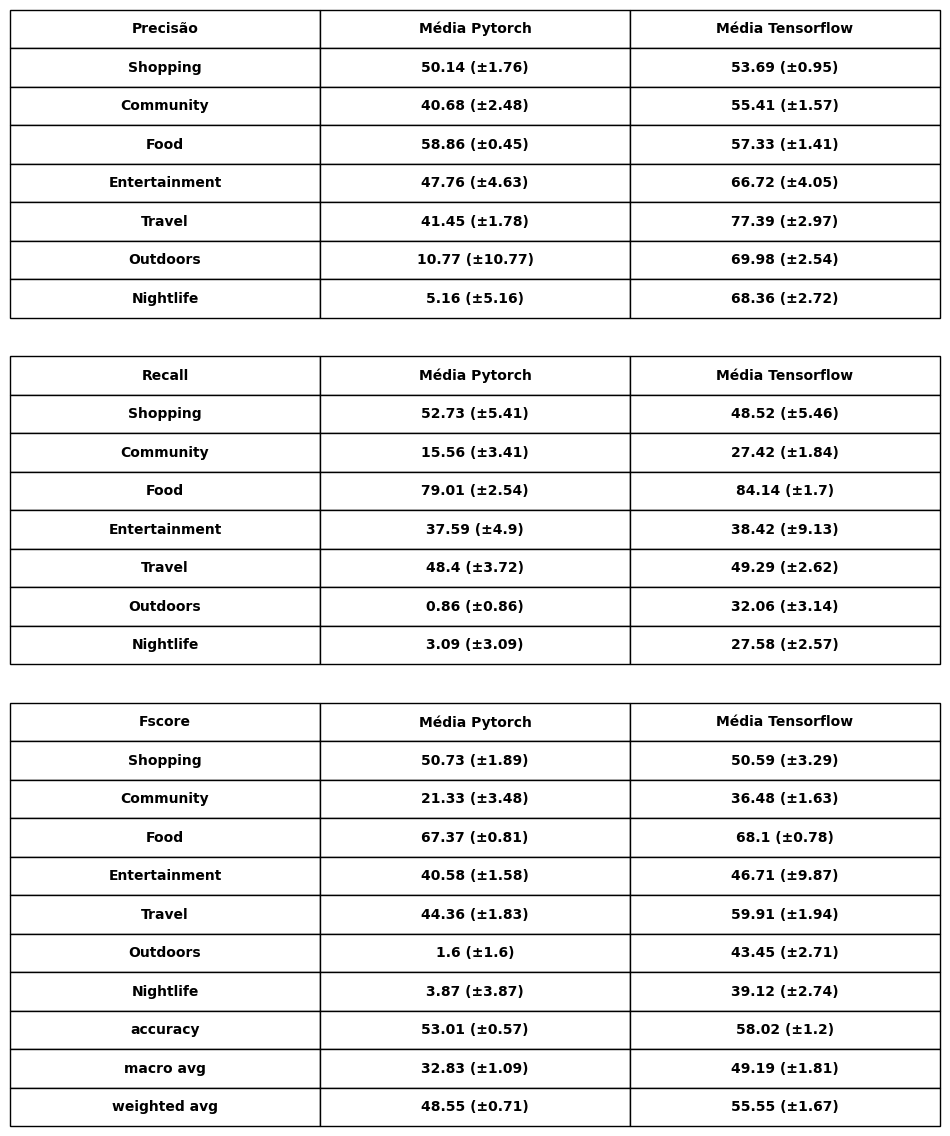 Precisão Média Pytorch Média Tensorflow
Shopping 50.14 (±1.76) 53.69 (±0.95)
Community 40.68 (±2.48) 55.41 (±1.57)
Food 58.86 (±0.45) 57.33 (±1.41)
Entertainment 47.76 (±4.63) 66.72 (±4.05)
Travel 41.45 (±1.78) 77.39 (±2.97)
Outdoors 10.77 (±10.77) 69.98 (±2.54)
Nightlife 5.16 (±5.16) 68.36 (±2.72)
Recall Média Pytorch Média Tensorflow
Shopping 52.73 (±5.41) 48.52 (±5.46)
Community 15.56 (±3.41) 27.42 (±1.84)
Food 79.01 (±2.54) 84.14 (±1.7)
Entertainment 37.59 (±4.9) 38.42 (±9.13)
Travel 48.4 (±3.72) 49.29 (±2.62)
Outdoors 0.86 (±0.86) 32.06 (±3.14)
Nightlife 3.09 (±3.09) 27.58 (±2.57)
Fscore Média Pytorch Média Tensorflow
Shopping 50.73 (±1.89) 50.59 (±3.29)
Community 21.33 (±3.48) 36.48 (±1.63)
Food 67.37 (±0.81) 68.1 (±0.78)
Entertainment 40.58 (±1.58) 46.71 (±9.87)
Travel 44.36 (±1.83) 59.91 (±1.94)
Outdoors 1.6 (±1.6) 43.45 (±2.71)
Nightlife 3.87 (±3.87) 39.12 (±2.74)
accuracy 53.01 (±0.57) 58.02 (±1.2)
macro avg 32.83 (±1.09) 49.19 (±1.81)
weighted avg 48.55 (±0.71) 55.55 (±1.67)